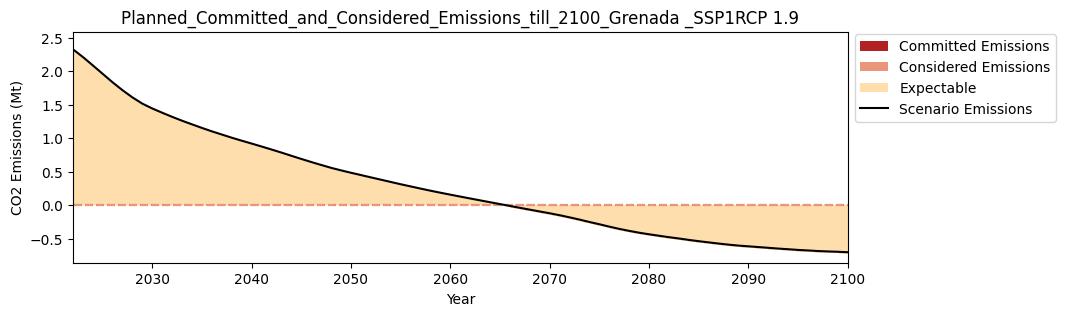 Planned_Committed_and_Considered_Emissions_till_2100_Grenada _SSP1RCP 1.9
2.5
2.0
1.5
1.0
0.5
0.0
−0.5
CO2 Emissions (Mt)
2030 2040 2050 2060 2070 2080 2090 2100
Year
Committed Emissions
Considered Emissions
Expectable
Scenario Emissions